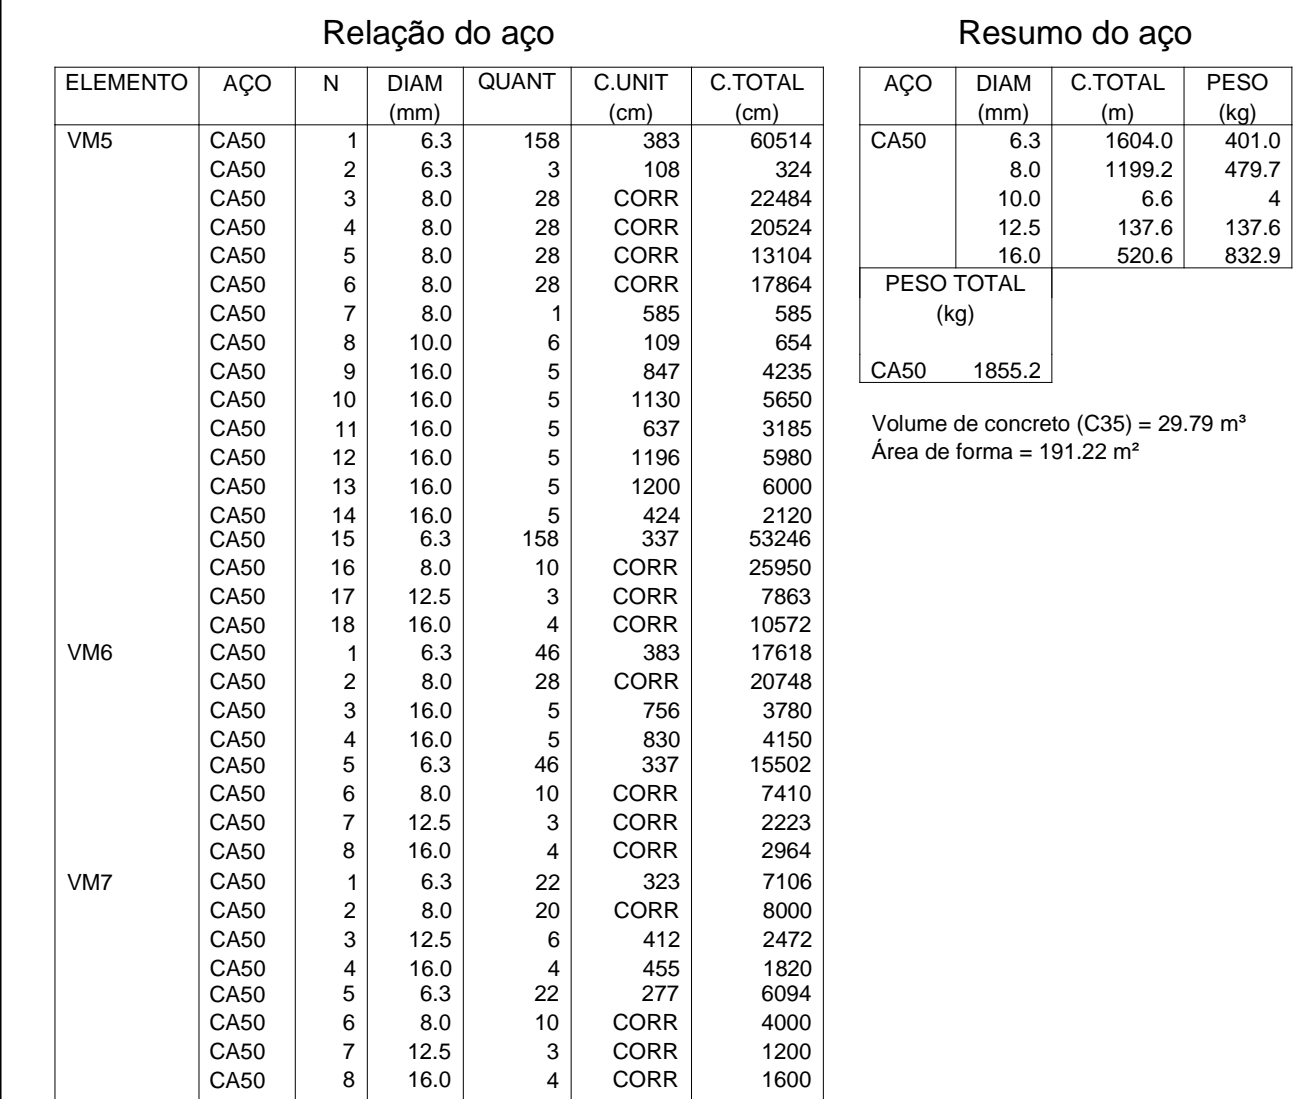 Relação do aço
ELEMENTO AÇO N DIAM QUANT C.UNIT C.TOTAL
(mm) (cm) (cm)
VM5 CA50 1 6.3 158 383 60514
CA50 2 6.3 3 108 324
CA50 3 8.0 28 CORR 22484
CA50 4 8.0 28 CORR 20524
CA50 5 8.0 28 CORR 13104
CA50 6 8.0 28 CORR 17864
CA50 7 8.0 1 585 585
CA50 8 10.0 6 109 654
CA50 9 16.0 5 847 4235
CA50 10 16.0 5 1130 5650
CA50 11 16.0 5 637 3185
CA50 12 16.0 5 1196 5980
CA50 13 16.0 5 1200 6000
CA50 14 16.0 5 424 2120
CA50 15 6.3 158 337 53246
CA50 16 8.0 10 CORR 25950
CA50 17 12.5 3 CORR 7863
CA50 18 16.0 4 CORR 10572
VM6 CA50 1 6.3 46 383 17618
CA50 2 8.0 28 CORR 20748
CA50 3 16.0 5 756 3780
CA50 4 16.0 5 830 4150
CA50 5 6.3 46 337 15502
CA50 6 8.0 10 CORR 7410
CA50 7 12.5 3 CORR 2223
CA50 8 16.0 4 CORR 2964
VM7 CA50 1 6.3 22 323 7106
CA50 2 8.0 20 CORR 8000
CA50 3 12.5 6 412 2472
CA50 4 16.0 4 455 1820
CA50 5 6.3 22 277 6094
CA50 6 8.0 10 CORR 4000
CA50 7 12.5 3 CORR 1200
CA50 8 16.0 4 CORR 1600
Resumo do aço
AÇO DIAM C.TOTAL PESO
(mm) (m) (kg)
CA50 6.3 1604.0 401.0
8.0 1199.2 479.7
10.0 6.6 4
12.5 137.6 137.6
16.0 520.6 832.9
PESO TOTAL
(kg)
CA50 1855.2
Volume de concreto (C35) = 29.79 m³
Área de forma = 191.22 m²